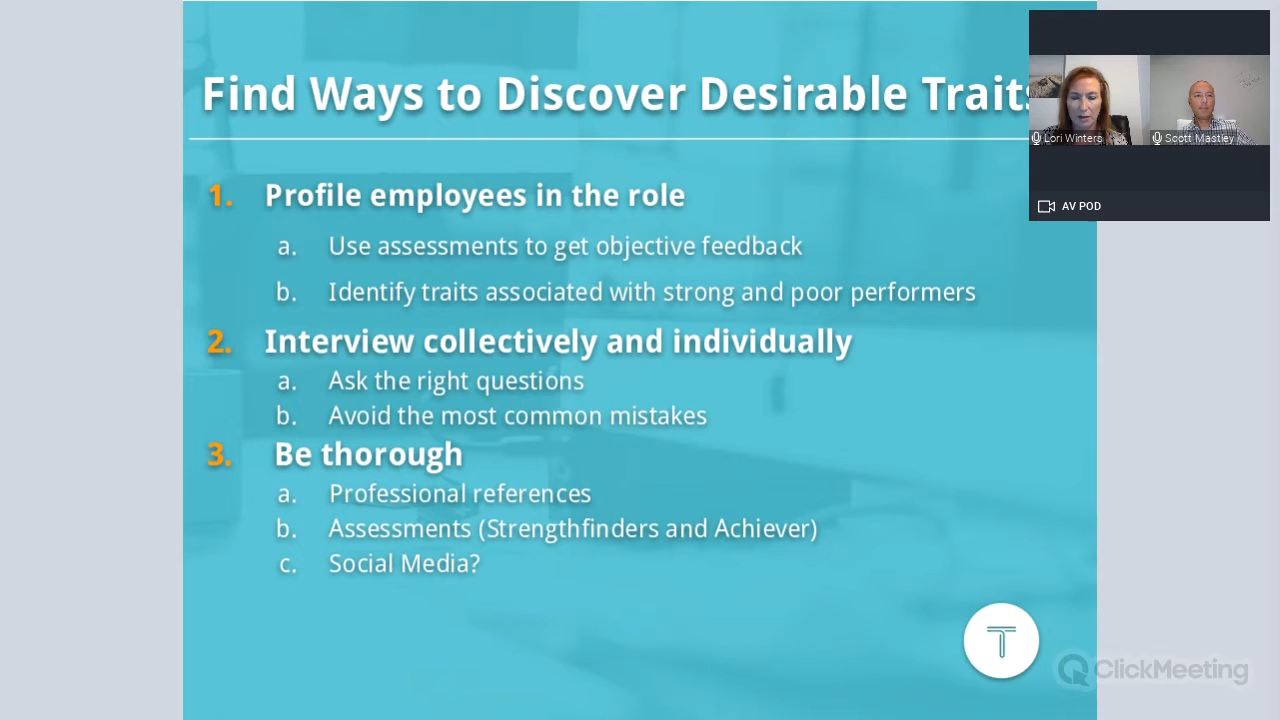 Find Ways to Discover Desirable Traits
1. Profile employees in the role
a. Use assessments to get objective feedback
b. Identify traits associated with strong and poor performers
2. Interview collectively and individually
a. Ask the right questions
b. Avoid the most common mistakes
3. Be thorough
a. Professional references
b. Assessments (Strengthfinders and Achiever)
c. Social Media?
Lori Winters
Scott Mastley
AV POD
T
ClickMeeting